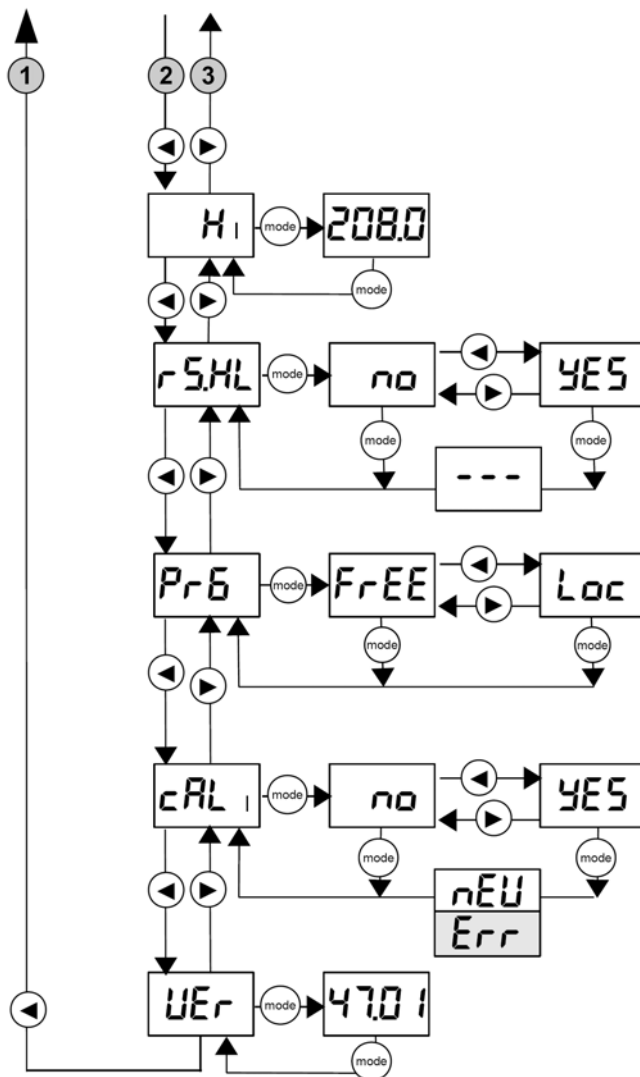 1 2 3
HI mode 208.0
mode
rS.HL mode no YES
mode mode
- - -
PrG mode FrEE Loc
mode mode
cAL I mode no YES
mode mode
nEU
Err
UEr mode 47.01
mode